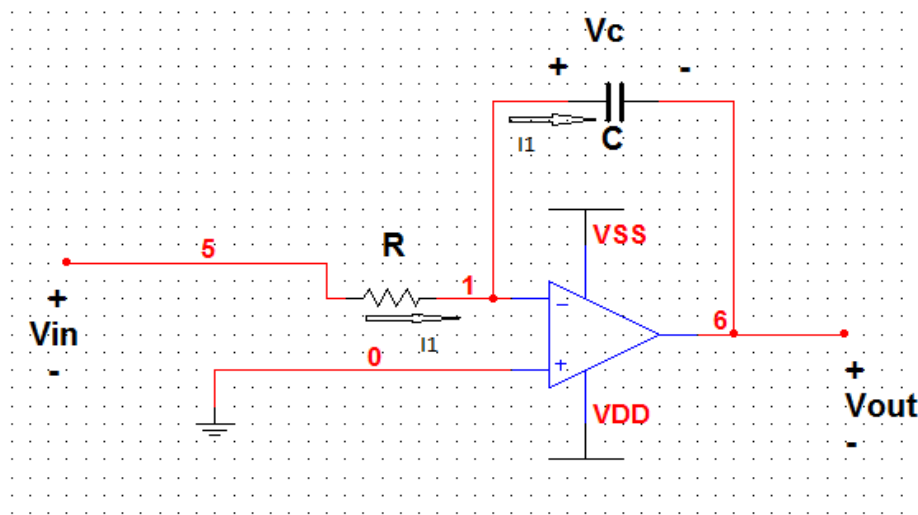 Vc
+ -
I1
C
VSS
5
R
1
+
Vin
-
I1
0
−
+
6
+
Vout
-
VDD